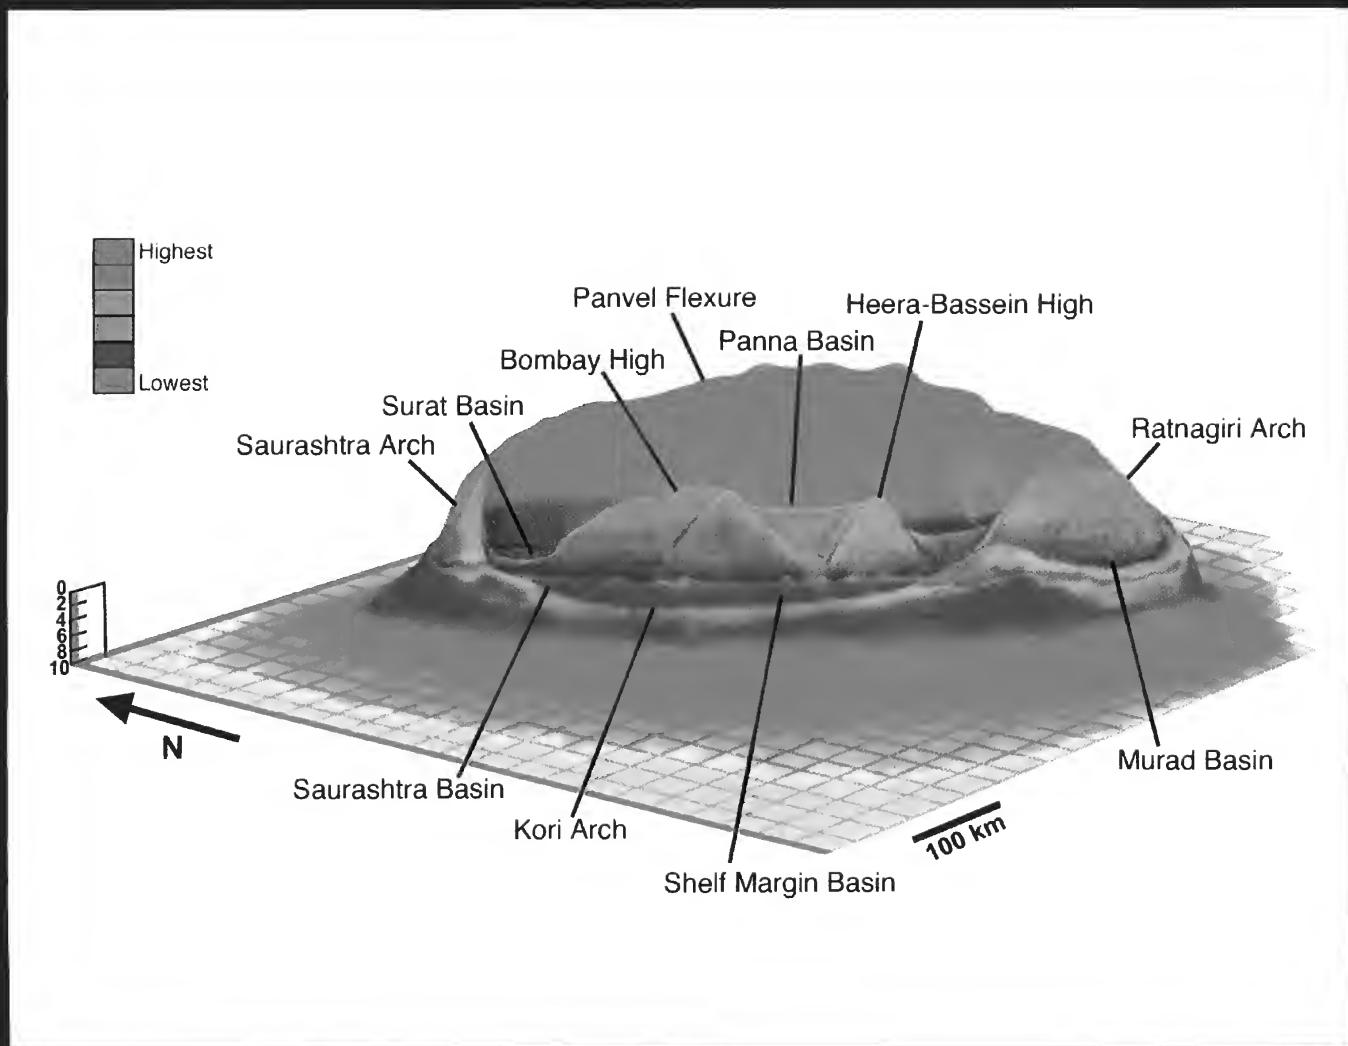 Highest
Lowest
Panvel Flexure
Heera-Bassein High
Panna Basin
Bombay High
Surat Basin
Saurashtra Arch
Ratnagiri Arch
0
2
4
6
8
10
N
Saurashtra Basin
Kori Arch
Shelf Margin Basin
Murad Basin
100 km